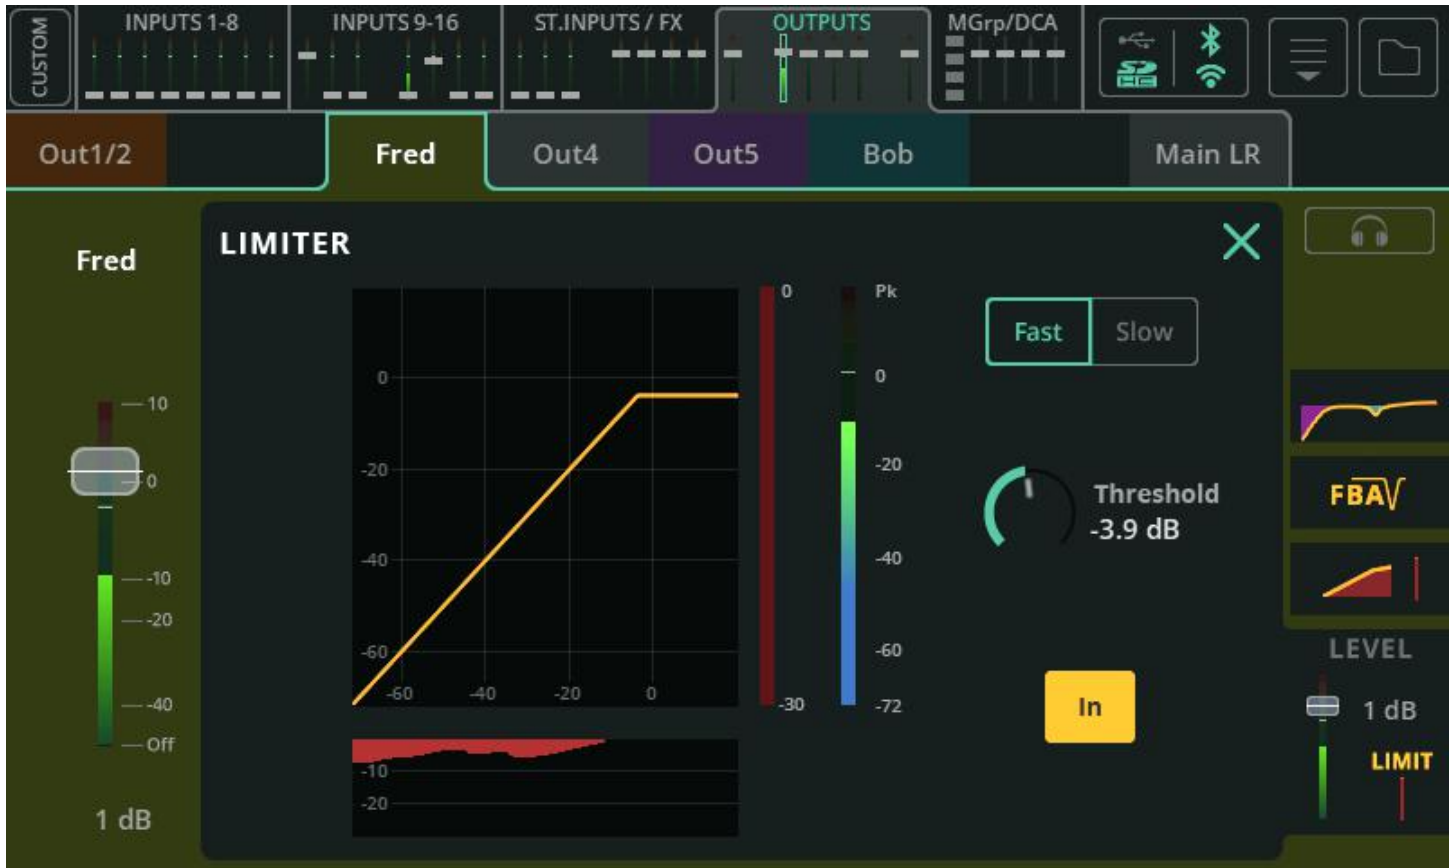 CUSTOM
INPUTS 1-8
INPUTS 9-16
ST.INPUTS / FX
OUTPUTS
MGrp/DCA
SD
HC
Out1/2
Fred
Out4
Out5
Bob
Main LR
Fred
10
0
-10
-20
-40
Off
1 dB
LIMITER
0
-20
-40
-60
-60
-40
-20
0
-10
-20
0
-30
Pk
0
-20
-40
-60
-72
Fast
Slow
Threshold
-3.9 dB
In
FBA
LEVEL
1 dB
LIMIT